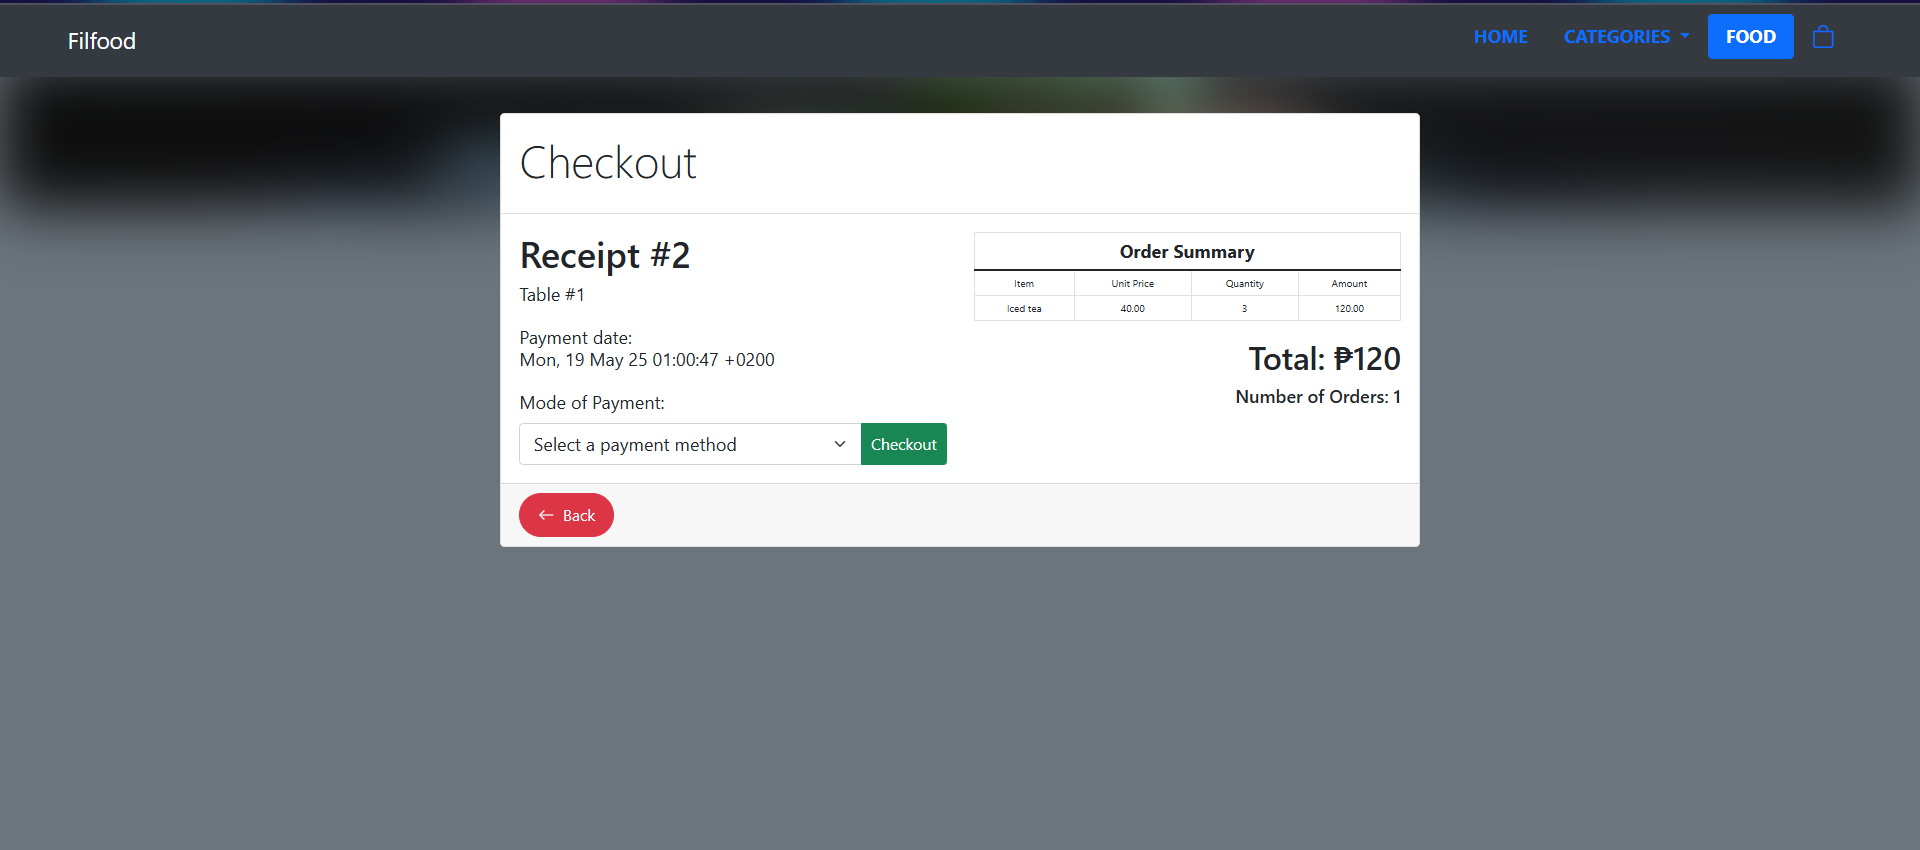 Filfood
HOME CATEGORIES FOOD
Checkout
Receipt #2
Table #1
Payment date:
Mon, 19 May 25 01:00:47 +0200
Mode of Payment:
Select a payment method Checkout
Order Summary
Item Unit Price Quantity Amount
Iced tea 40.00 3 120.00
Total: ₱120
Number of Orders: 1
Back